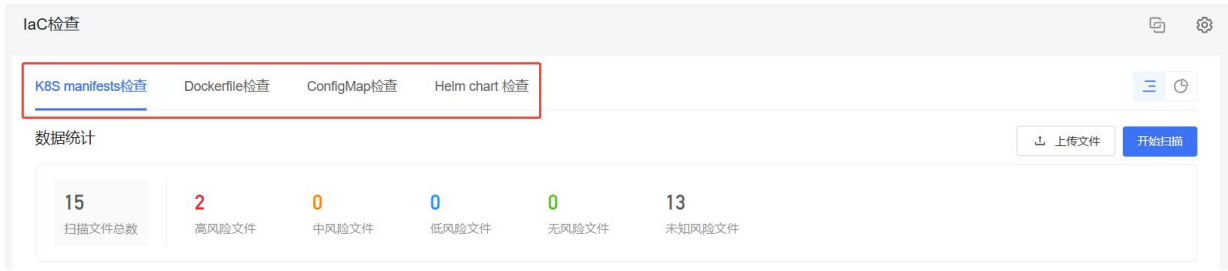 IaC检查
K8S manifests检查 Dockerfile检查 ConfigMap检查 Helm chart 检查
数据统计 上传文件 开始扫描
15 2 0 0 0 13
扫描文件总数 高风险文件 中风险文件 低风险文件 无风险文件 未知风险文件